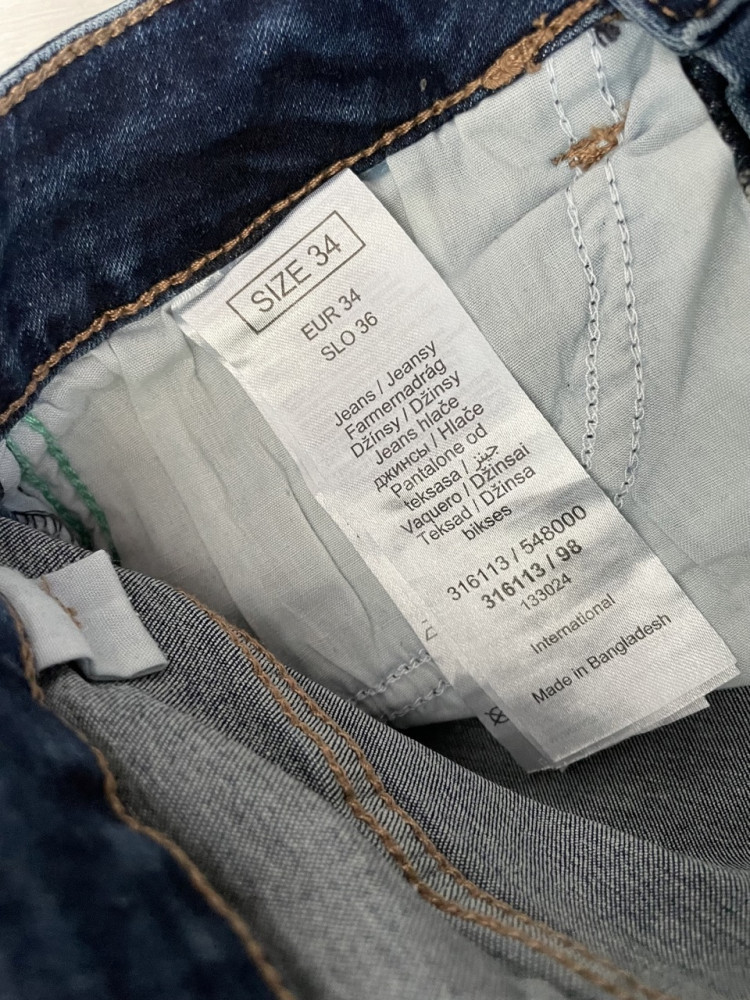 SIZE 34
EUR 34
SLO 36
Jeans / Jeansy
Farmernadrág
Džínsy / Džínsy
Jeans hlače
джинсы / Hlače
Pantalone od
teksasa / جينز
Vaquero / Džinsai
Teksad / Džinsa
bikses
316113 / 548000
316113 / 98
133024
International
Made in Bangladesh